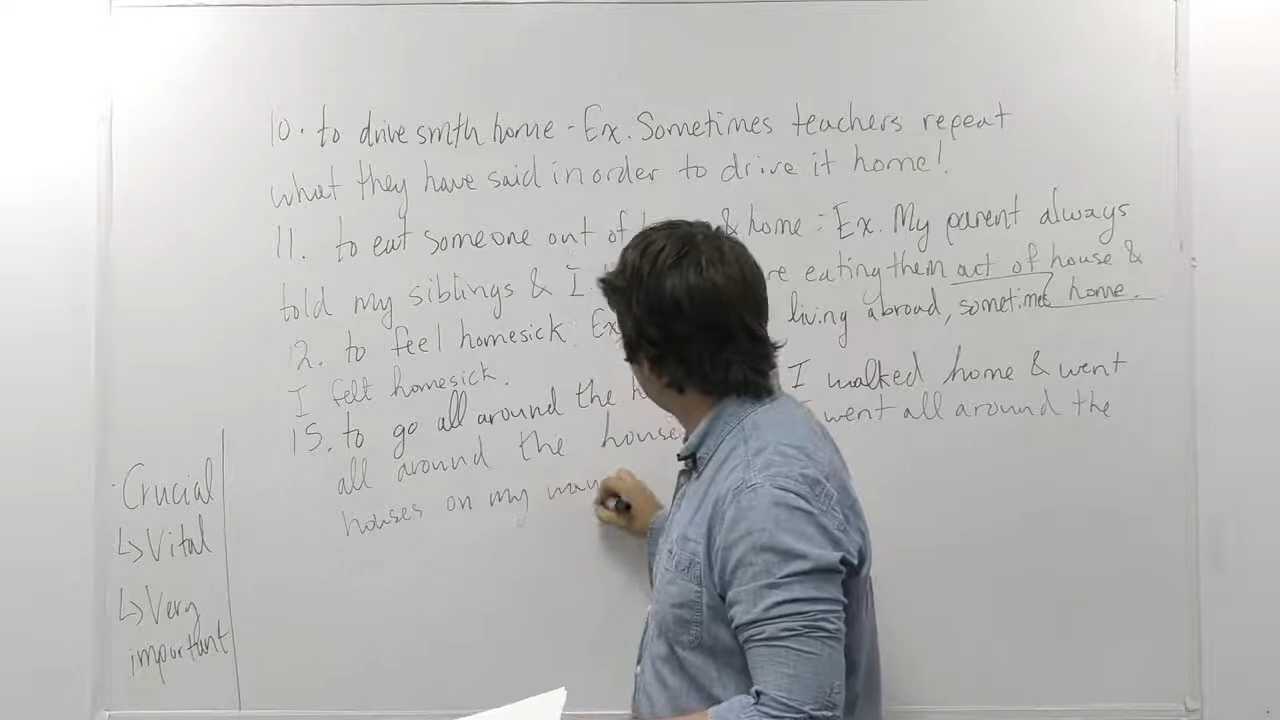 10. to drive smth home - Ex. Sometimes teachers repeat
what they have said in order to drive it home!
11. to eat someone out of & home : Ex. My parent always
told my siblings & I eating them out of house &
home.
12. to feel homesick. Ex living abroad, sometimes
I felt homesick.
15. to go all around the I walked home & went
all around the house went all around the
houses on my way
Crucial
↳ Vital
↳ Very
important